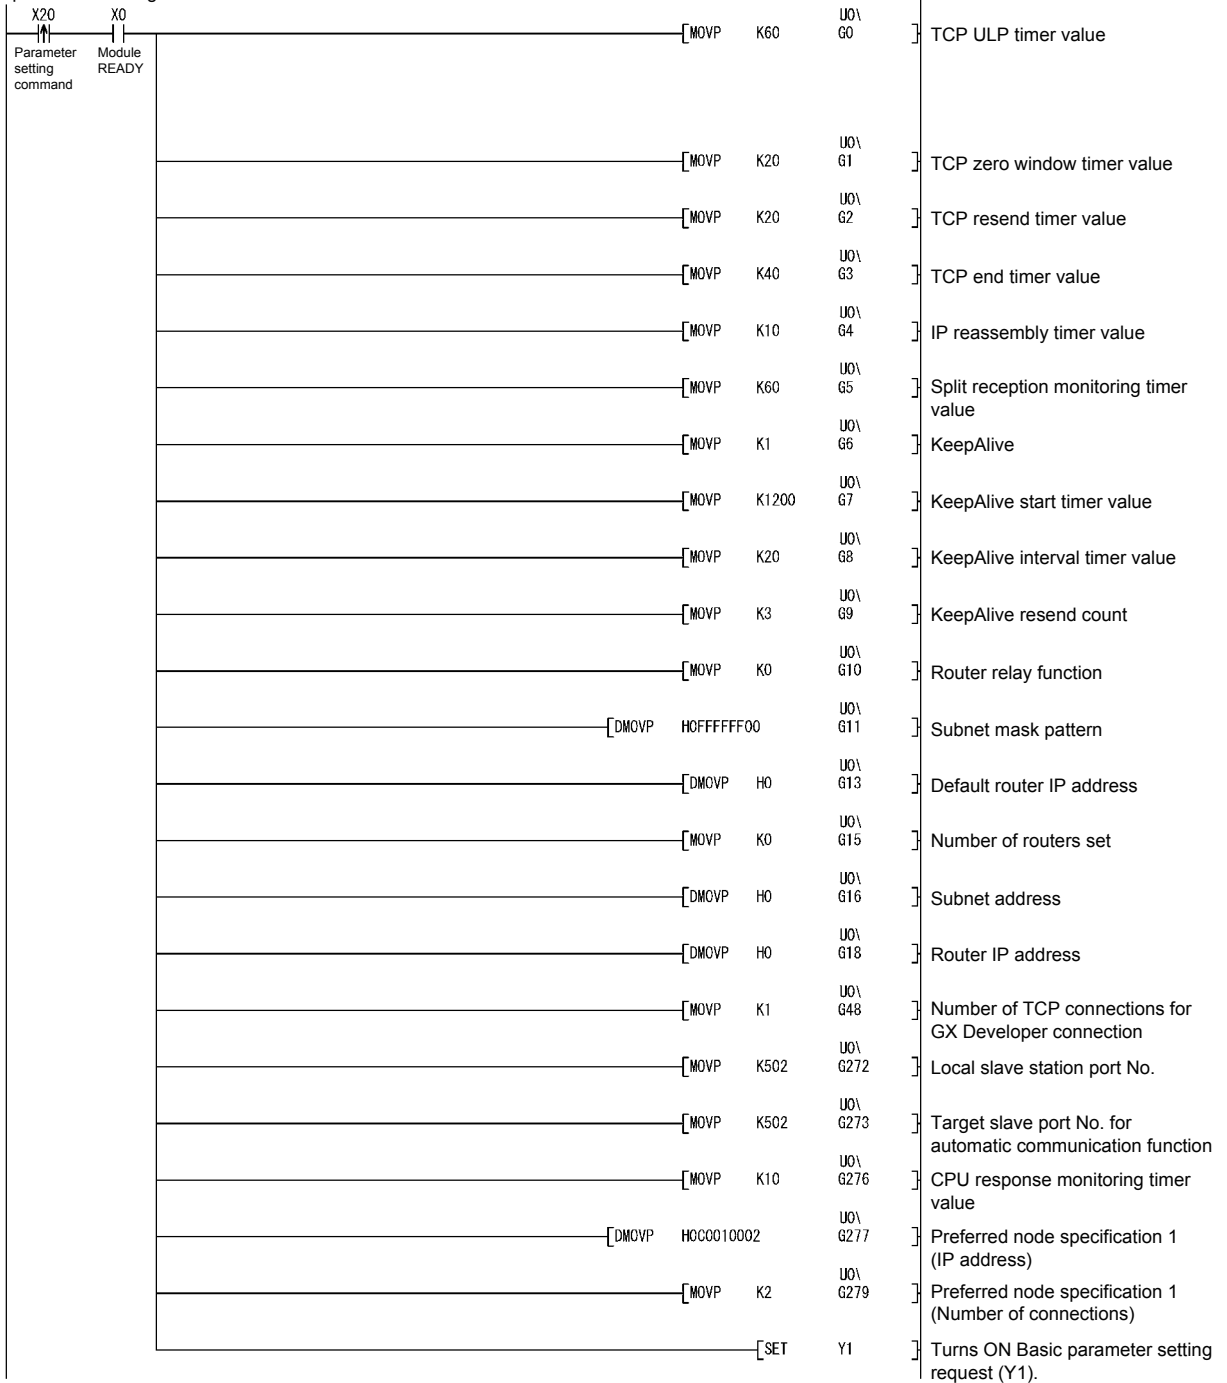 X20 X0 U0\
MOVP K60 G0 TCP ULP timer value
Parameter setting command
Module READY
U0\
MOVP K20 G1 TCP zero window timer value
U0\
MOVP K20 G2 TCP resend timer value
U0\
MOVP K40 G3 TCP end timer value
U0\
MOVP K10 G4 IP reassembly timer value
U0\
MOVP K60 G5 Split reception monitoring timer
value
U0\
MOVP K1 G6 KeepAlive
U0\
MOVP K1200 G7 KeepAlive start timer value
U0\
MOVP K20 G8 KeepAlive interval timer value
U0\
MOVP K3 G9 KeepAlive resend count
U0\
MOVP K0 G10 Router relay function
U0\
DMOVP H0FFFFFF00 G11 Subnet mask pattern
U0\
DMOVP H0 G13 Default router IP address
U0\
MOVP K0 G15 Number of routers set
U0\
DMOVP H0 G16 Subnet address
U0\
DMOVP H0 G18 Router IP address
U0\
MOVP K1 G48 Number of TCP connections for
GX Developer connection
U0\
MOVP K502 G272 Local slave station port No.
U0\
MOVP K502 G273 Target slave port No. for
automatic communication function
U0\
MOVP K10 G276 CPU response monitoring timer
value
U0\
DMOVP H0C0010002 G277 Preferred node specification 1
(IP address)
U0\
MOVP K2 G279 Preferred node specification 1
(Number of connections)
SET Y1 Turns ON Basic parameter setting
request (Y1).